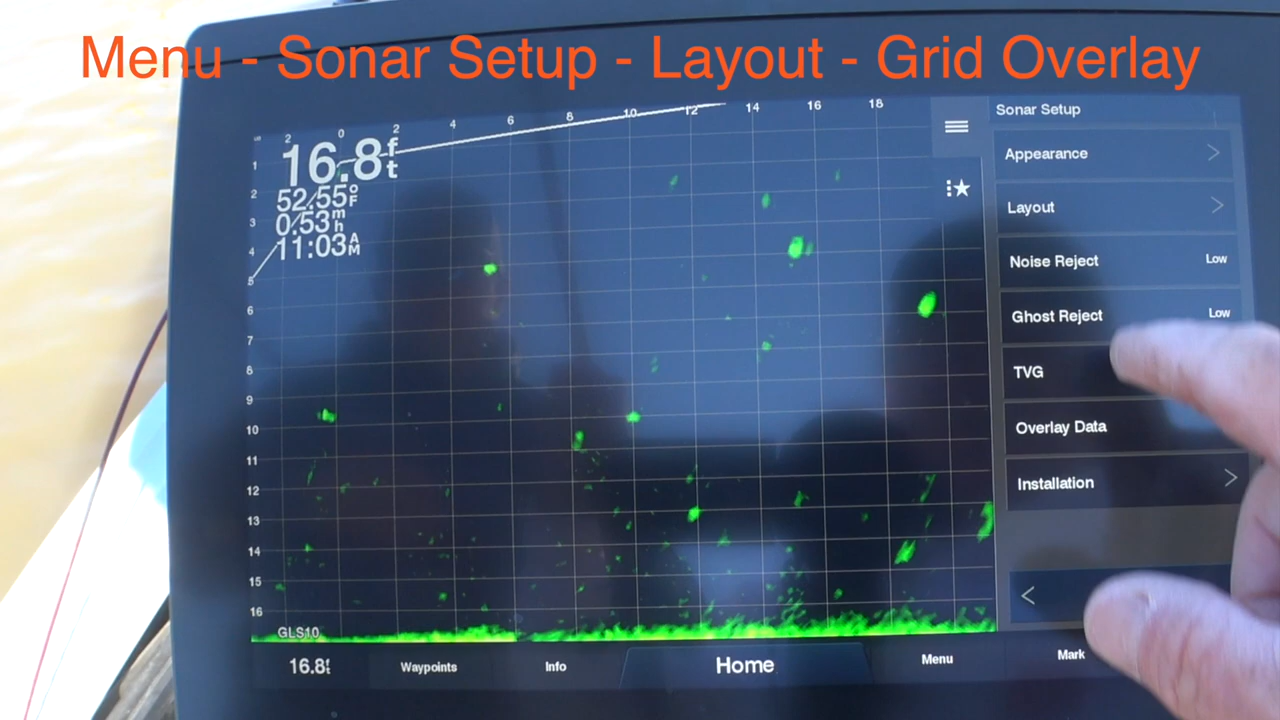 Menu - Sonar Setup - Layout - Grid Overlay
2 0 2 4 6 8 10 12 14 16 18
16.8 ft
52.55°F
0.53mh
11:03AM
1
2
3
4
5
6
7
8
9
10
11
12
13
14
15
16
GLS10
Sonar Setup
Appearance >
Layout >
Noise Reject Low
Ghost Reject Low
TVG
Overlay Data
Installation >
<
16.8ft Waypoints Info Home Menu Mark